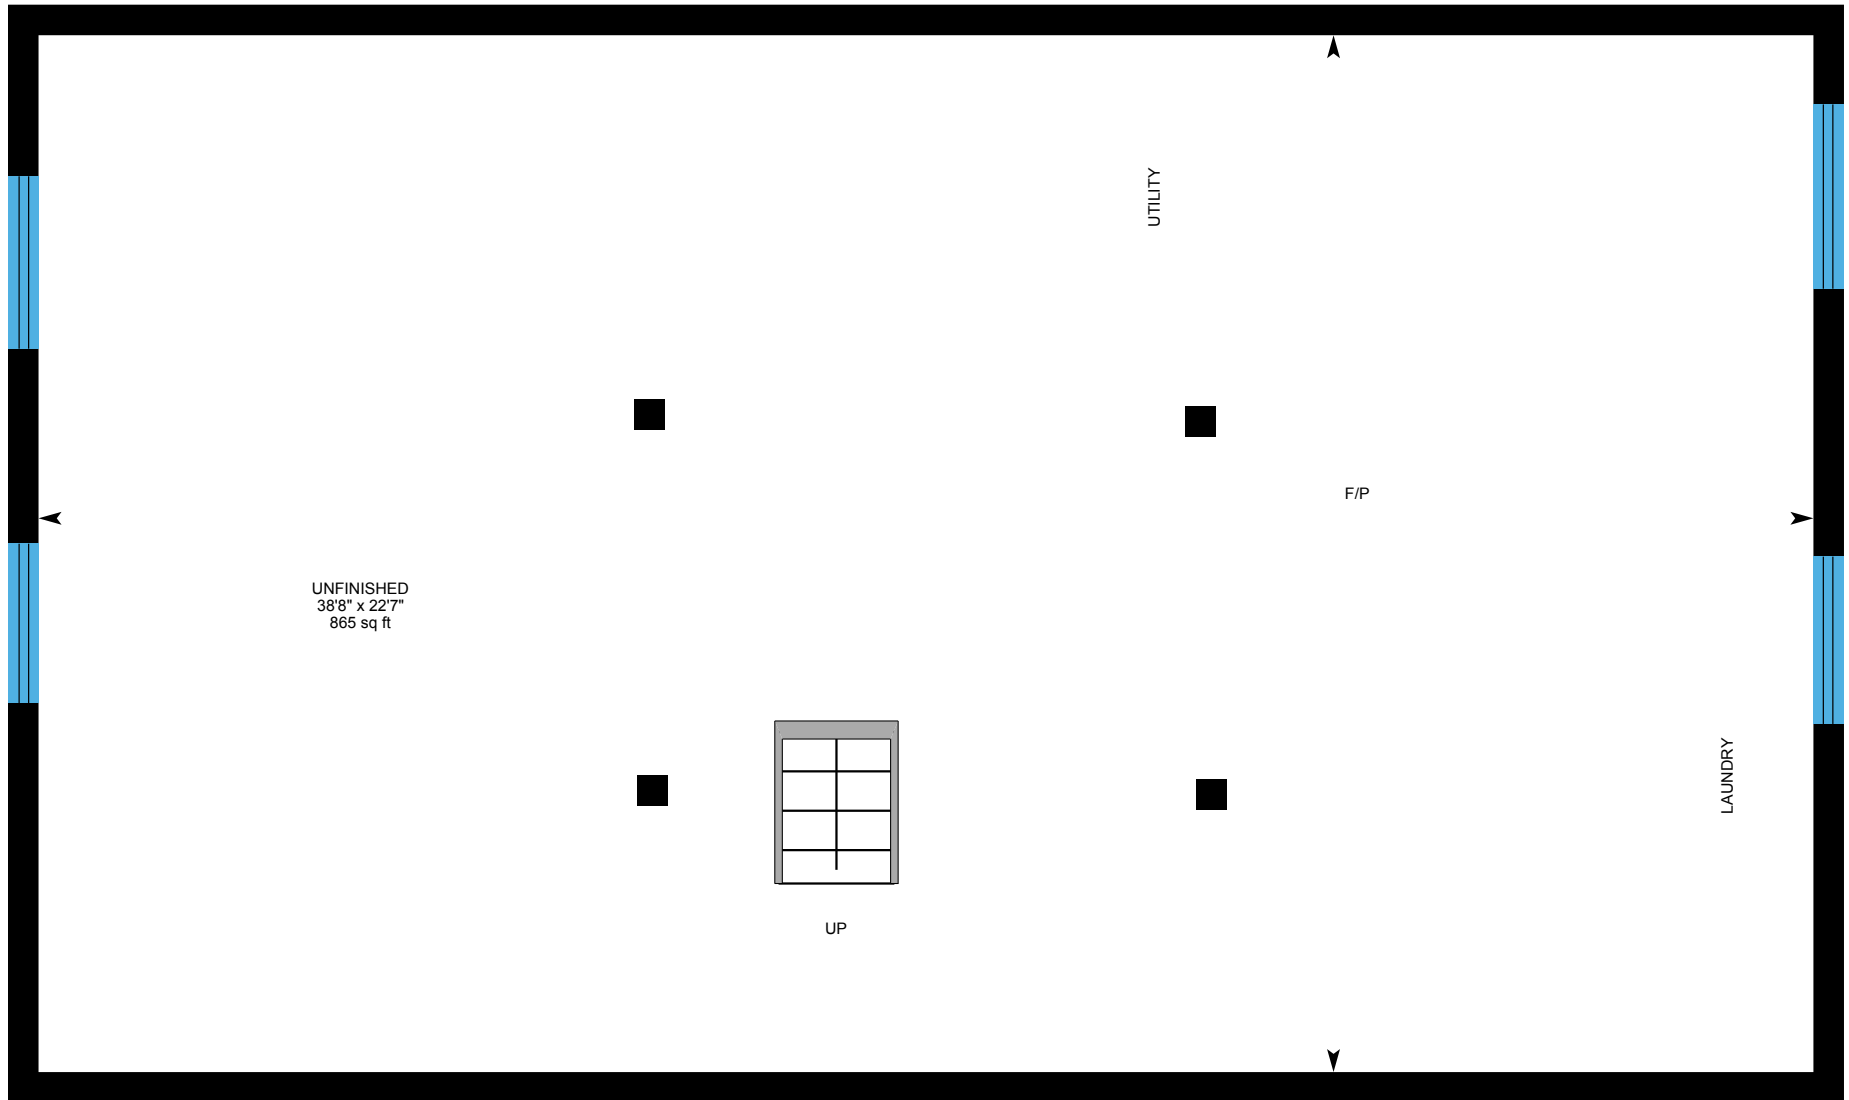 UTILITY
F/P
UNFINISHED
38'8" x 22'7"
865 sq ft
LAUNDRY
UP